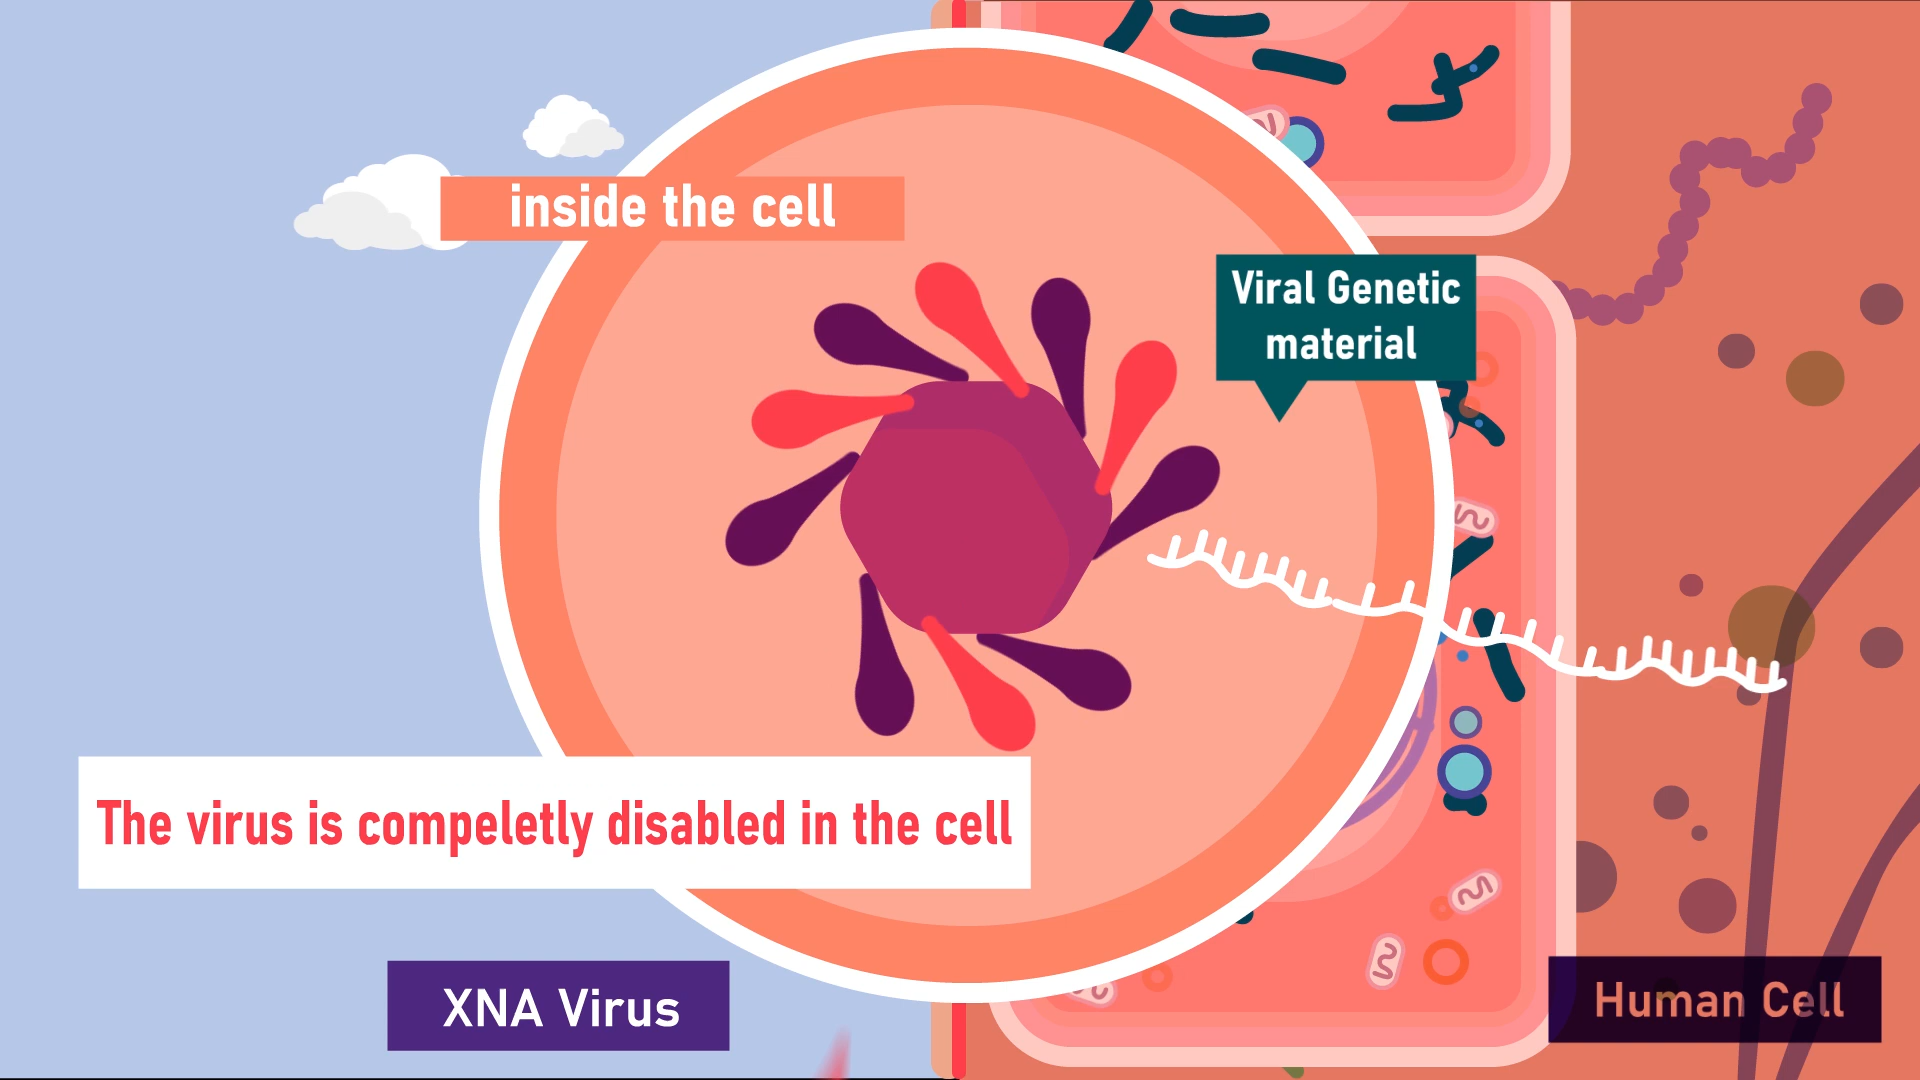 inside the cell
Viral Genetic
material
The virus is compeletly disabled in the cell
XNA Virus
Human Cell